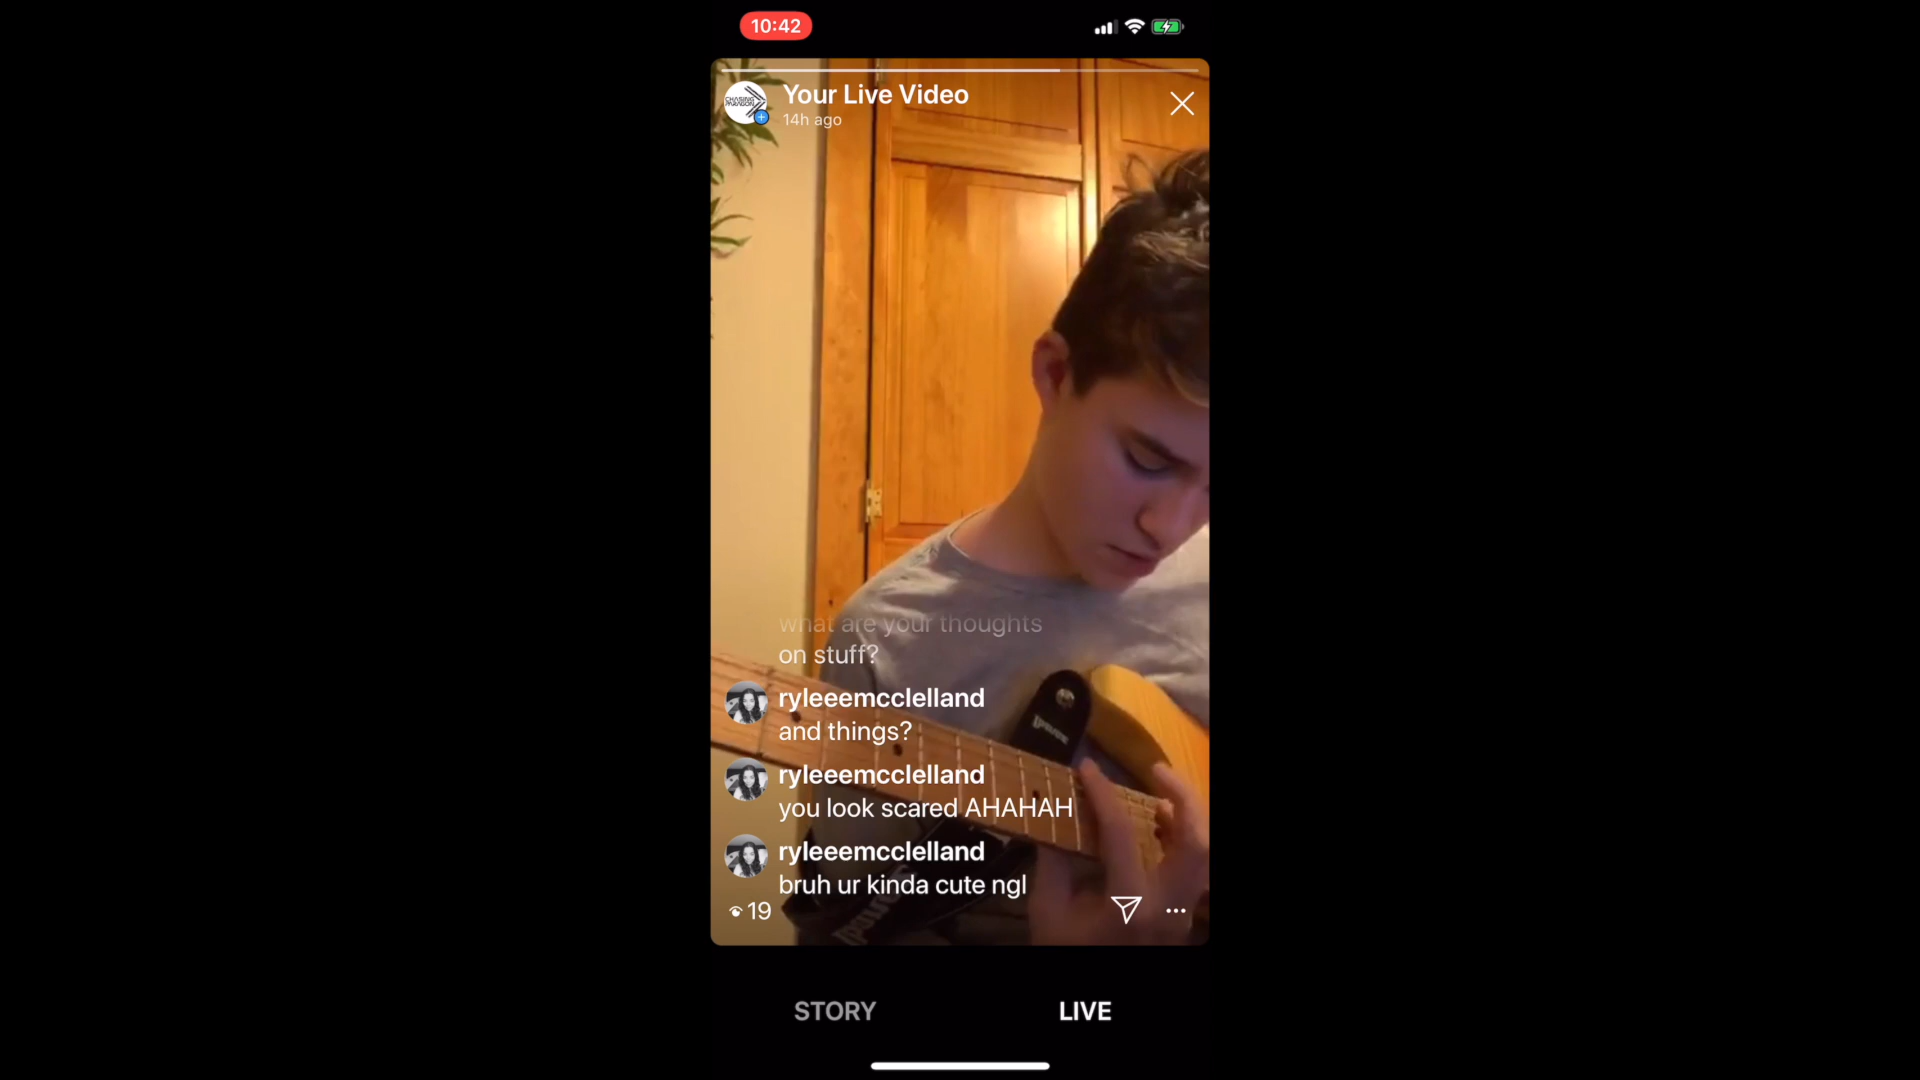 10:42
Your Live Video
14h ago
what are your thoughts
on stuff?
ryleeemcclelland
and things?
ryleeemcclelland
you look scared AHAHAH
ryleeemcclelland
bruh ur kinda cute ngl
19
STORY
LIVE